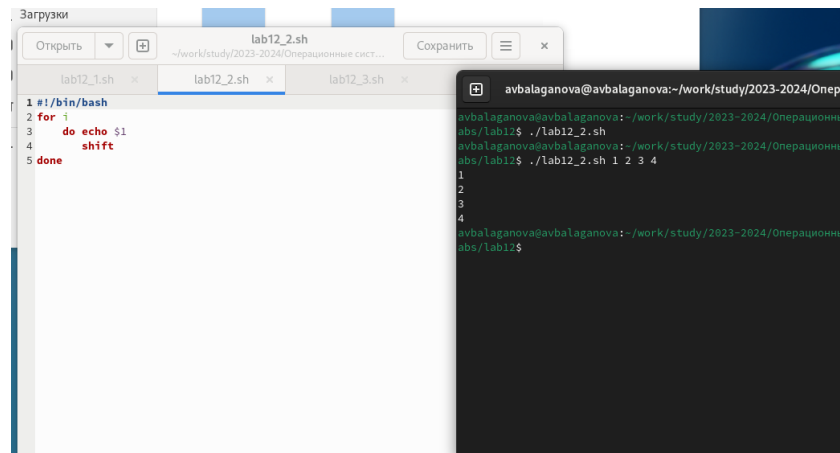 Загрузки
Открыть
lab12_2.sh
~/work/study/2023-2024/Операционные сист...
Сохранить
lab12_1.sh
lab12_2.sh
lab12_3.sh
1 #!/bin/bash
2 for i
3     do echo $1
4        shift
5 done
avbalaganova@avbalaganova:~/work/study/2023-2024/Опер
avbalaganova@avbalaganova:~/work/study/2023-2024/Операционны
abs/lab12$ ./lab12_2.sh
avbalaganova@avbalaganova:~/work/study/2023-2024/Операционны
abs/lab12$ ./lab12_2.sh 1 2 3 4
1
2
3
4
avbalaganova@avbalaganova:~/work/study/2023-2024/Операционны
abs/lab12$